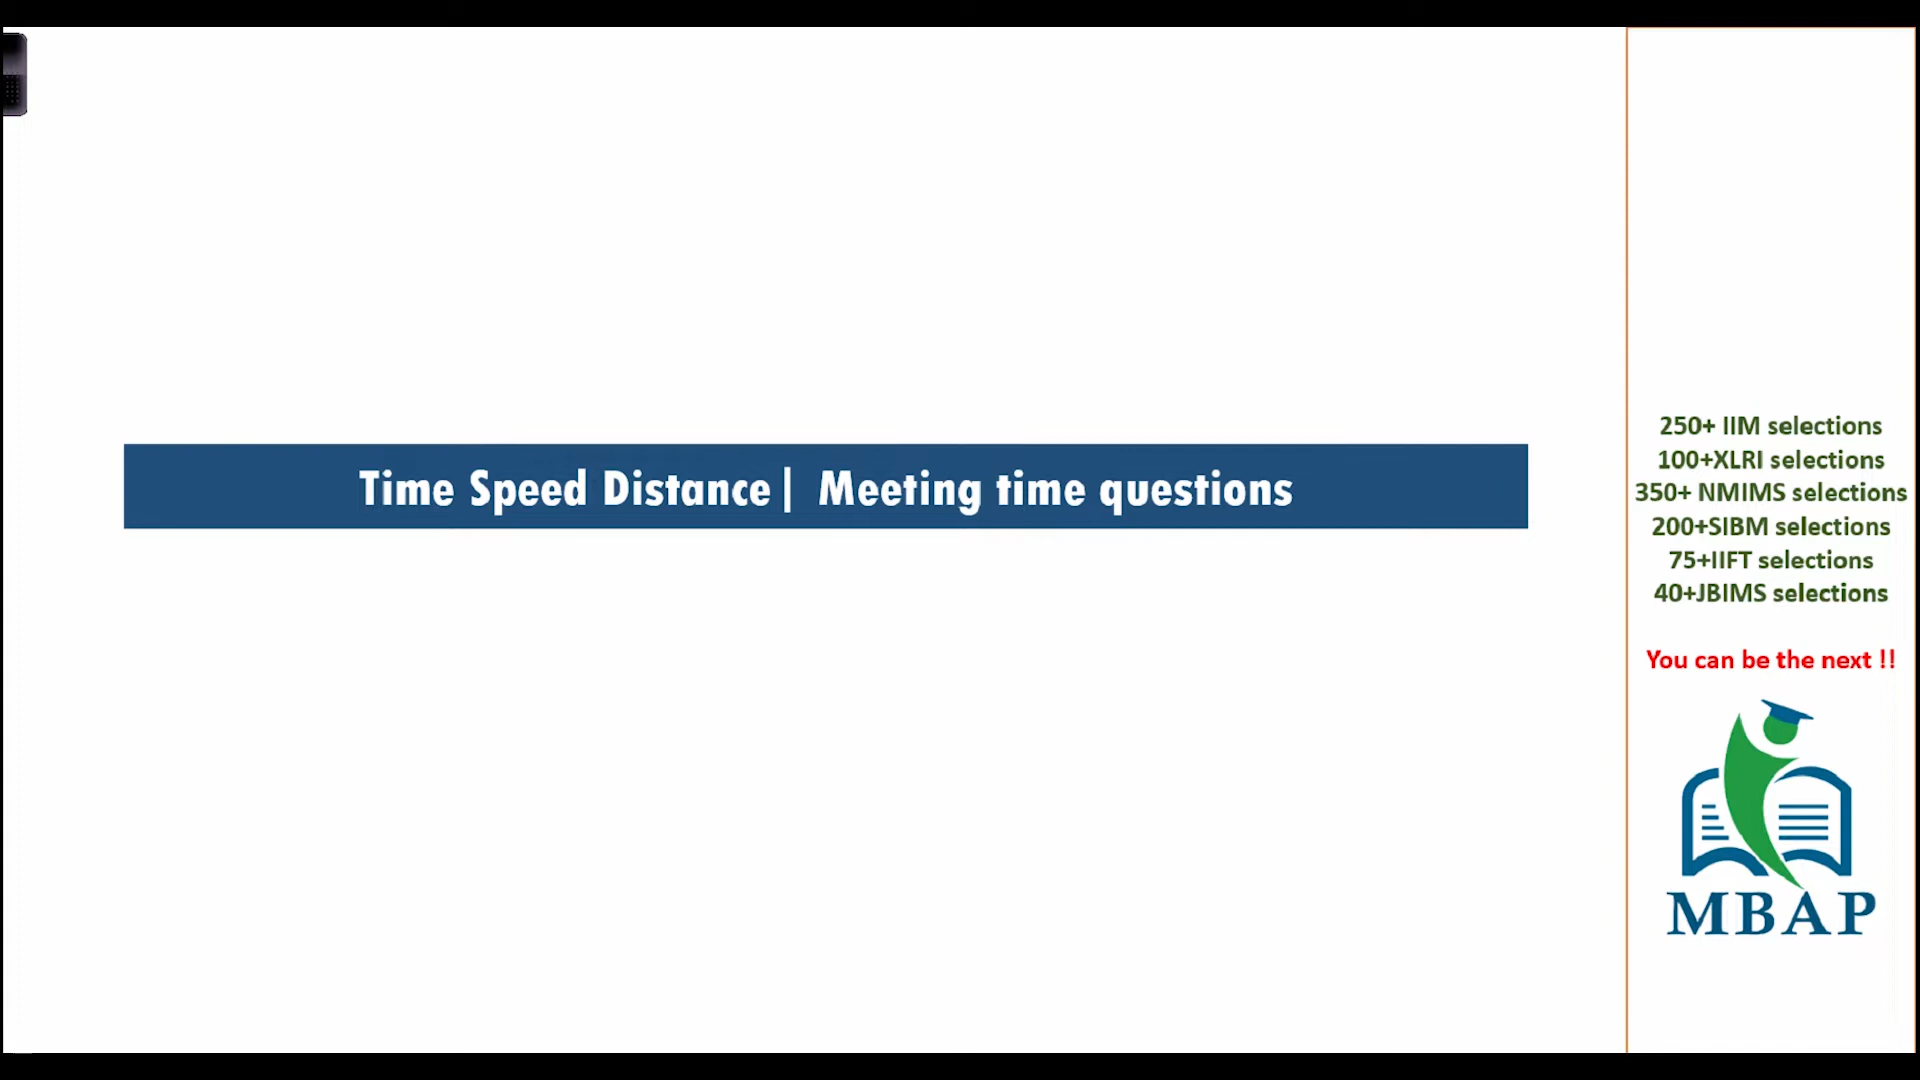 Time Speed Distance| Meeting time questions
250+ IIM selections
100+XLRI selections
350+ NMIMS selections
200+SIBM selections
75+IIFT selections
40+JBIMS selections
You can be the next !!
MBAP